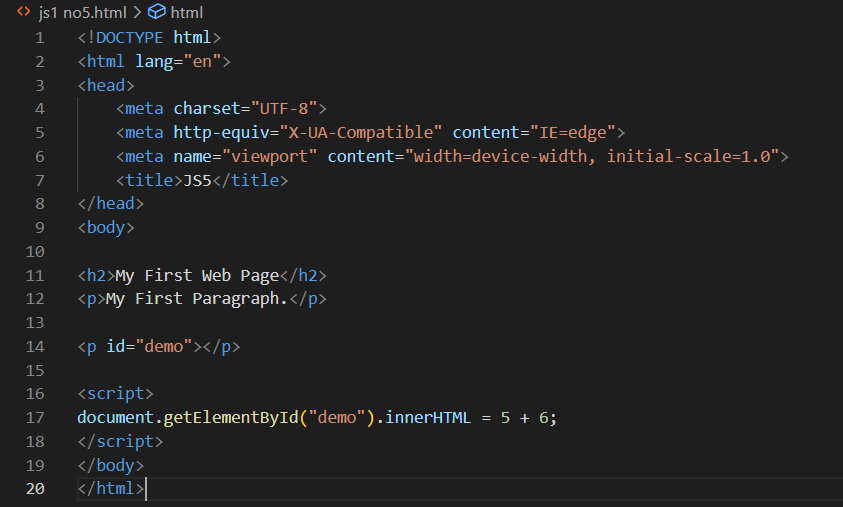 js1 no5.html > html
1 <!DOCTYPE html>
2 <html lang="en">
3 <head>
4     <meta charset="UTF-8">
5     <meta http-equiv="X-UA-Compatible" content="IE=edge">
6     <meta name="viewport" content="width=device-width, initial-scale=1.0">
7     <title>JS5</title>
8 </head>
9 <body>
10
11 <h2>My First Web Page</h2>
12 <p>My First Paragraph.</p>
13
14 <p id="demo"></p>
15
16 <script>
17 document.getElementById("demo").innerHTML = 5 + 6;
18 </script>
19 </body>
20 </html>